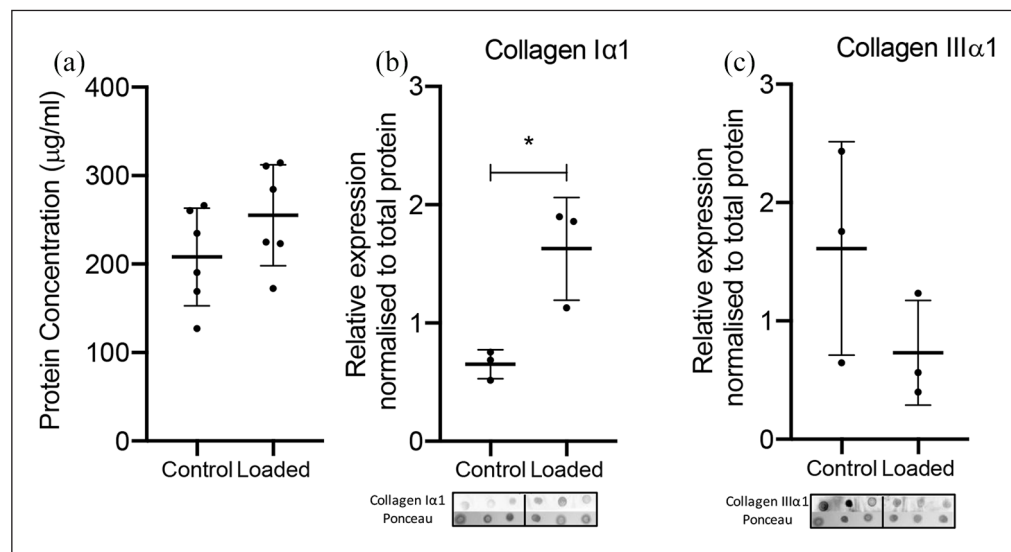 (a)
Protein Concentration (μg/ml)
400
300
200
100
0
Control Loaded
(b)
Collagen Iα1
Relative expression
normalised to total protein
3
2
1
0
*
Control Loaded
Collagen Iα1
Ponceau
(c)
Collagen IIIα1
Relative expression
normalised to total protein
3
2
1
0
Control Loaded
Collagen IIIα1
Ponceau